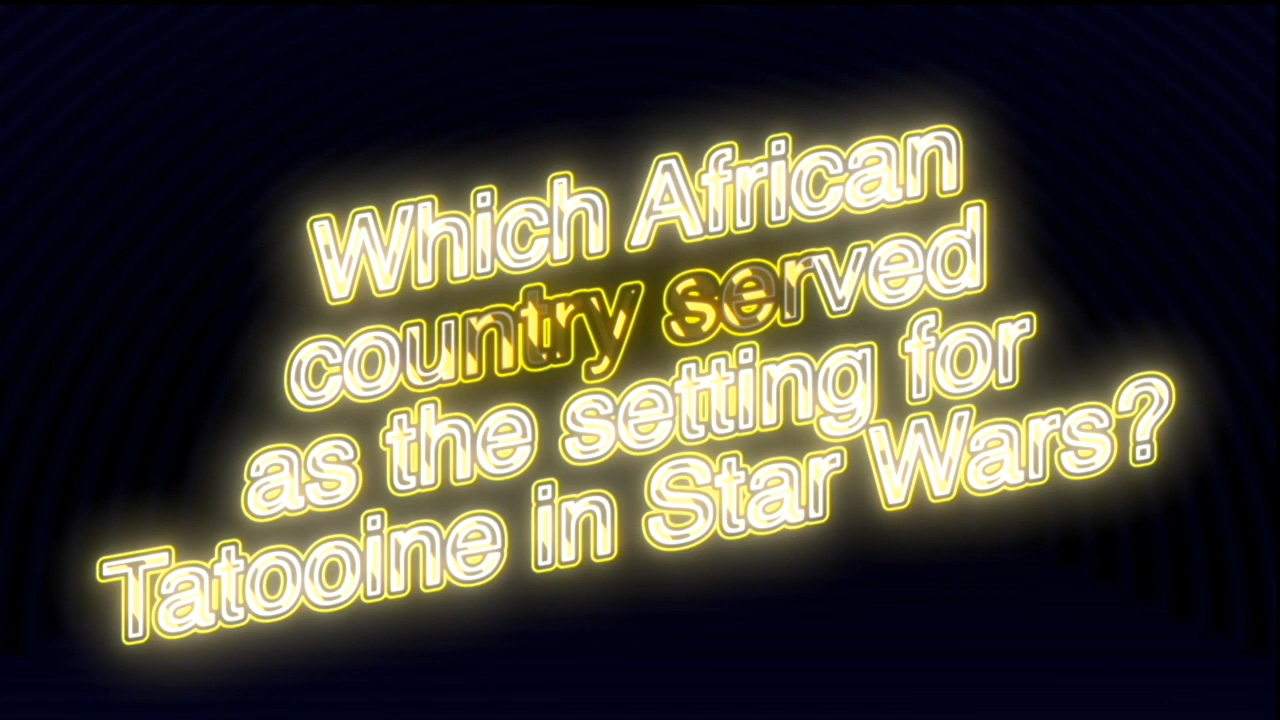 Which African
country served
as the setting for
Tatooine in Star Wars?